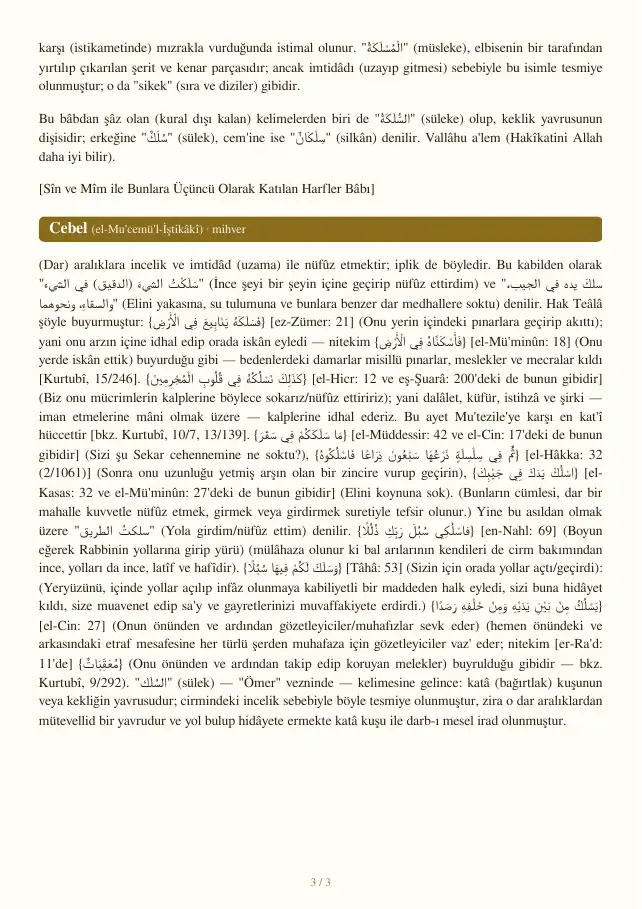 karşı (istikametinde) mızrakla vurduğunda istimal olunur. "الْمُسْلَكَةُ" (müsleke), elbisenin bir tarafından
yırtılıp çıkarılan şerit ve kenar parçasıdır; ancak imtidâdı (uzayıp gitmesi) sebebiyle bu isimle tesmiye
olunmuştur; o da "sikek" (sıra ve diziler) gibidir.
Bu bâbdan şâz olan (kural dışı kalan) kelimelerden biri de "السُّلَكَةُ" (süleke) olup, keklik yavrusunun
dişisidir; erkeğine "سُلَكٌ" (sülek), cem'ine ise "سِلْكَانٌ" (silkân) denilir. Vallâhu a'lem (Hakîkatini Allah
daha iyi bilir).
[Sîn ve Mîm ile Bunlara Üçüncü Olarak Katılan Harfler Bâbı]
Cebel (el-Mu'cemü'l-İştikâkî) · mihver
(Dar) aralıklara incelik ve imtidâd (uzama) ile nüfûz etmektir; iplik de böyledir. Bu kabilden olarak
"سَلَكْتُ الشيءَ (الدقيق) في الشيء" (İnce şeyi bir şeyin içine geçirip nüfûz ettirdim) ve "سلك يده في الجيب،
والسقاءِ، ونحوهما" (Elini yakasına, su tulumuna ve bunlara benzer dar medhallere soktu) denilir. Hak Teâlâ
şöyle buyurmuştur: {فَسَلَكَهُ يَنَابِيعَ فِي الْأَرْضِ} [ez-Zümer: 21] (Onu yerin içindeki pınarlara geçirip akıttı);
yani onu arzın içine idhal edip orada iskân eyledi — nitekim {فَأَسْكَنَّاهُ فِي الْأَرْضِ} [el-Mü'minûn: 18] (Onu
yerde iskân ettik) buyurduğu gibi — bedenlerdeki damarlar misillü pınarlar, meslekler ve mecralar kıldı
[Kurtubî, 15/246]. {كَذَلِكَ نَسْلُكُهُ فِي قُلُوبِ الْمُجْرِمِينَ} [el-Hicr: 12 ve eş-Şuarâ: 200'deki de bunun gibidir]
(Biz onu mücrimlerin kalplerine böylece sokarız/nüfûz ettiririz); yani dalâlet, küfür, istihzâ ve şirki —
iman etmelerine mâni olmak üzere — kalplerine idhal ederiz. Bu ayet Mu'tezile'ye karşı en kat'î
hüccettir [bkz. Kurtubî, 10/7, 13/139]. {مَا سَلَكَكُمْ فِي سَقَرَ} [el-Müddessir: 42 ve el-Cin: 17'deki de bunun
gibidir] (Sizi şu Sekar cehennemine ne soktu?), {ثُمَّ فِي سِلْسِلَةٍ ذَرْعُهَا سَبْعُونَ ذِرَاعًا فَاسْلُكُوهُ} [el-Hâkka: 32
(2/1061)] (Sonra onu uzunluğu yetmiş arşın olan bir zincire vurup geçirin), {اسْلُكْ يَدَكَ فِي جَيْبِكَ} [el-
Kasas: 32 ve el-Mü'minûn: 27'deki de bunun gibidir] (Elini koynuna sok). (Bunların cümlesi, dar bir
mahalle kuvvetle nüfûz etmek, girmek veya girdirmek suretiyle tefsir olunur.) Yine bu asıldan olmak
üzere "سلكتُ الطريق" (Yola girdim/nüfûz ettim) denilir. {فاسْلُكِي سُبُلَ رَبِّكِ ذُلُلًا} [en-Nahl: 69] (Boyun
eğerek Rabbinin yollarına girip yürü) (mülâhaza olunur ki bal arılarının kendileri de cirm bakımından
ince, yolları da ince, latîf ve hafîdir). {وَسَلَكَ لَكُمْ فِيهَا سُبُلًا} [Tâhâ: 53] (Sizin için orada yollar açtı/geçirdi):
(Yeryüzünü, içinde yollar açılıp infâz olunmaya kabiliyetli bir maddeden halk eyledi, sizi buna hidâyet
kıldı, size muavenet edip sa'y ve gayretlerinizi muvaffakiyete erdirdi.) {يَسْلُكُ مِنْ بَيْنِ يَدَيْهِ وَمِنْ خَلْفِهِ رَصَدًا}
[el-Cin: 27] (Onun önünden ve ardından gözetleyiciler/muhafızlar sevk eder) (hemen önündeki ve
arkasındaki etraf mesafesine her türlü şerden muhafaza için gözetleyiciler vaz' eder; nitekim [er-Ra'd:
11'de] {مُعَقِّبَاتٌ} (Onu önünden ve ardından takip edip koruyan melekler) buyrulduğu gibidir — bkz.
Kurtubî, 9/292). "السُّلَك" (sülek) — "Ömer" vezninde — kelimesine gelince: katâ (bağırtlak) kuşunun
veya kekliğin yavrusudur; cirmindeki incelik sebebiyle böyle tesmiye olunmuştur, zira o dar aralıklardan
mütevellid bir yavrudur ve yol bulup hidâyete ermekte katâ kuşu ile darb-ı mesel irad olunmuştur.
3 / 3